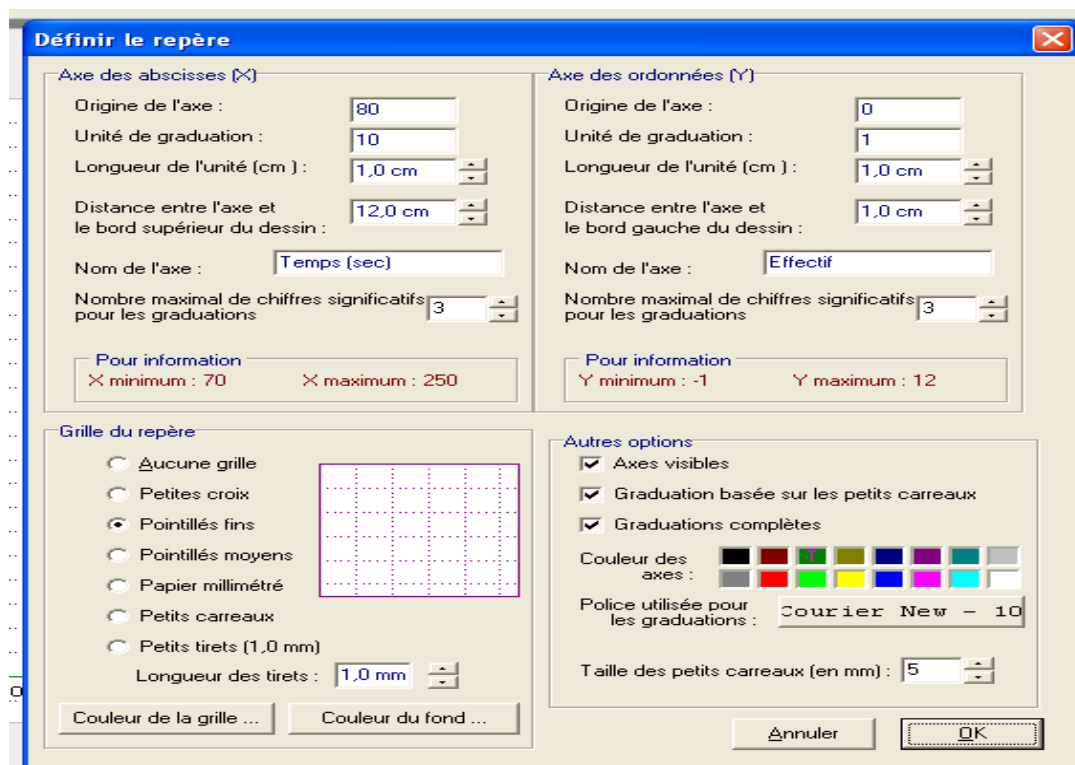 Définir le repère
Axe des abscisses (X)
Origine de l'axe : 80
Unité de graduation : 10
Longueur de l'unité (cm ) : 1,0 cm
Distance entre l'axe et
le bord supérieur du dessin : 12,0 cm
Nom de l'axe : Temps (sec)
Nombre maximal de chiffres significatifs
pour les graduations 3
Pour information
X minimum : 70 X maximum : 250
Axe des ordonnées (Y)
Origine de l'axe : 0
Unité de graduation : 1
Longueur de l'unité (cm ) : 1,0 cm
Distance entre l'axe et
le bord gauche du dessin : 1,0 cm
Nom de l'axe : Effectif
Nombre maximal de chiffres significatifs
pour les graduations 3
Pour information
Y minimum : -1 Y maximum : 12
Grille du repère
Aucune grille
Petites croix
Pointillés fins
Pointillés moyens
Papier millimétré
Petits carreaux
Petits tirets (1,0 mm)
Longueur des tirets : 1,0 mm
Couleur de la grille ... Couleur du fond ...
Autres options
Axes visibles
Graduation basée sur les petits carreaux
Graduations complètes
Couleur des
axes : T
Police utilisée pour
les graduations : Courier New - 10
Taille des petits carreaux (en mm) : 5
Annuler OK